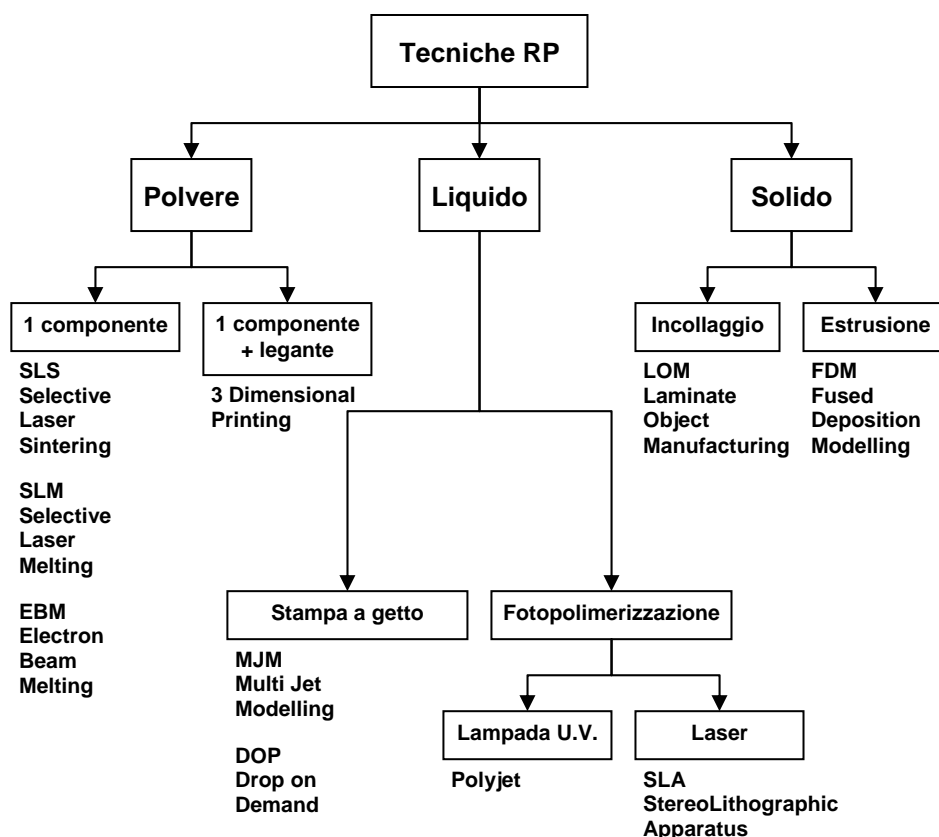 Tecniche RP
Polvere
Liquido
Solido
1 componente
1 componente
+ legante
Incollaggio
Estrusione
SLS
Selective
Laser
Sintering
3 Dimensional
Printing
LOM
Laminate
Object
Manufacturing
FDM
Fused
Deposition
Modelling
SLM
Selective
Laser
Melting
EBM
Electron
Beam
Melting
Stampa a getto
Fotopolimerizzazione
MJM
Multi Jet
Modelling
DOP
Drop on
Demand
Lampada U.V.
Laser
Polyjet
SLA
StereoLithographic
Apparatus